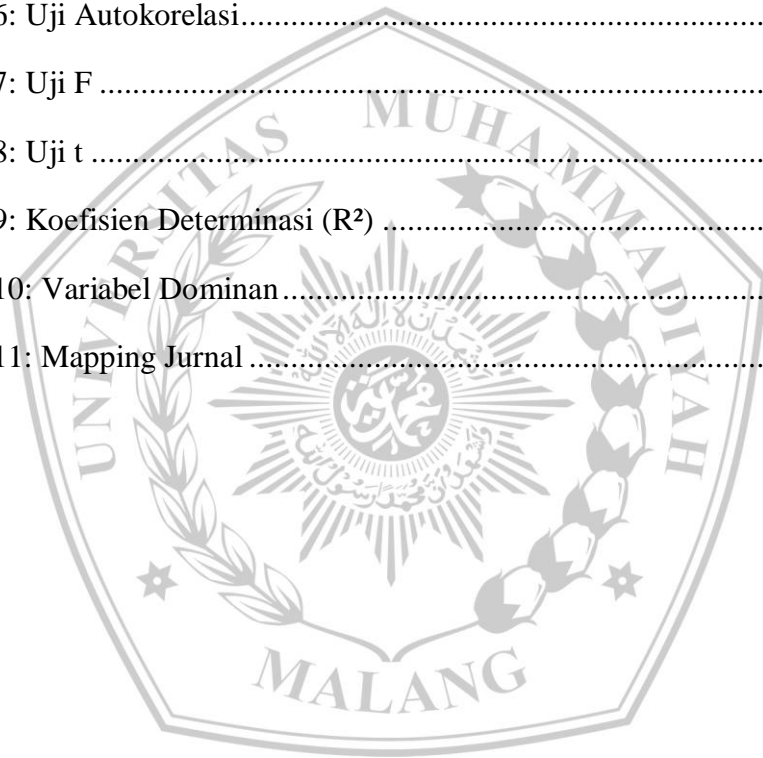 6: Uji Autokorelasi.......................................................................
7: Uji F ..........................................................................................
8: Uji t ...........................................................................................
9: Koefisien Determinasi (R²) ....................................................
10: Variabel Dominan..................................................................
11: Mapping Jurnal ......................................................................
UNIVERSITAS MUHAMMADIYAH
MALANG